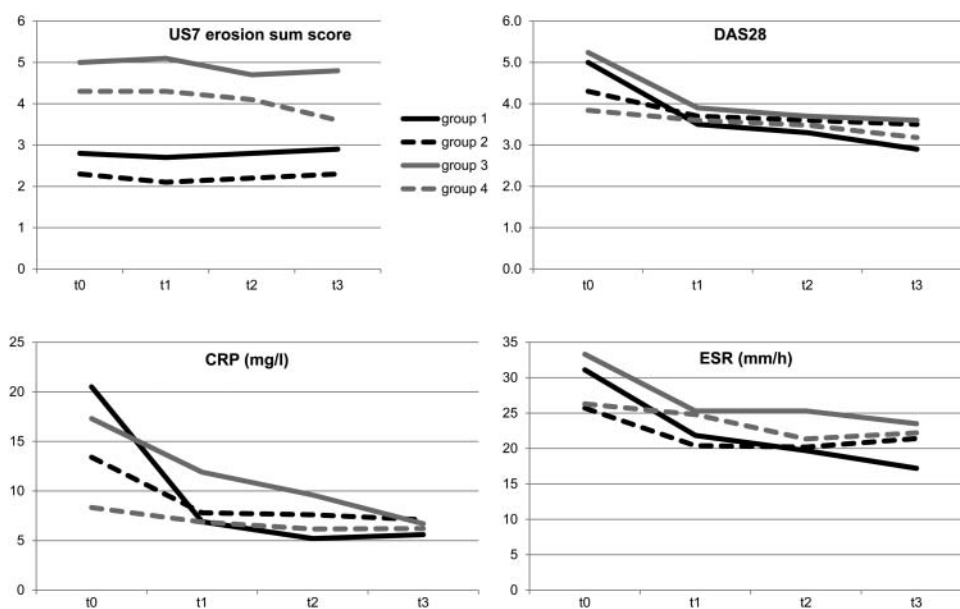 US7 erosion sum score
6
5
4
3
2
1
0
t0 t1 t2 t3
group 1
group 2
group 3
group 4
DAS28
6.0
5.0
4.0
3.0
2.0
1.0
0.0
t0 t1 t2 t3
CRP (mg/l)
25
20
15
10
5
0
t0 t1 t2 t3
ESR (mm/h)
35
30
25
20
15
10
5
0
t0 t1 t2 t3